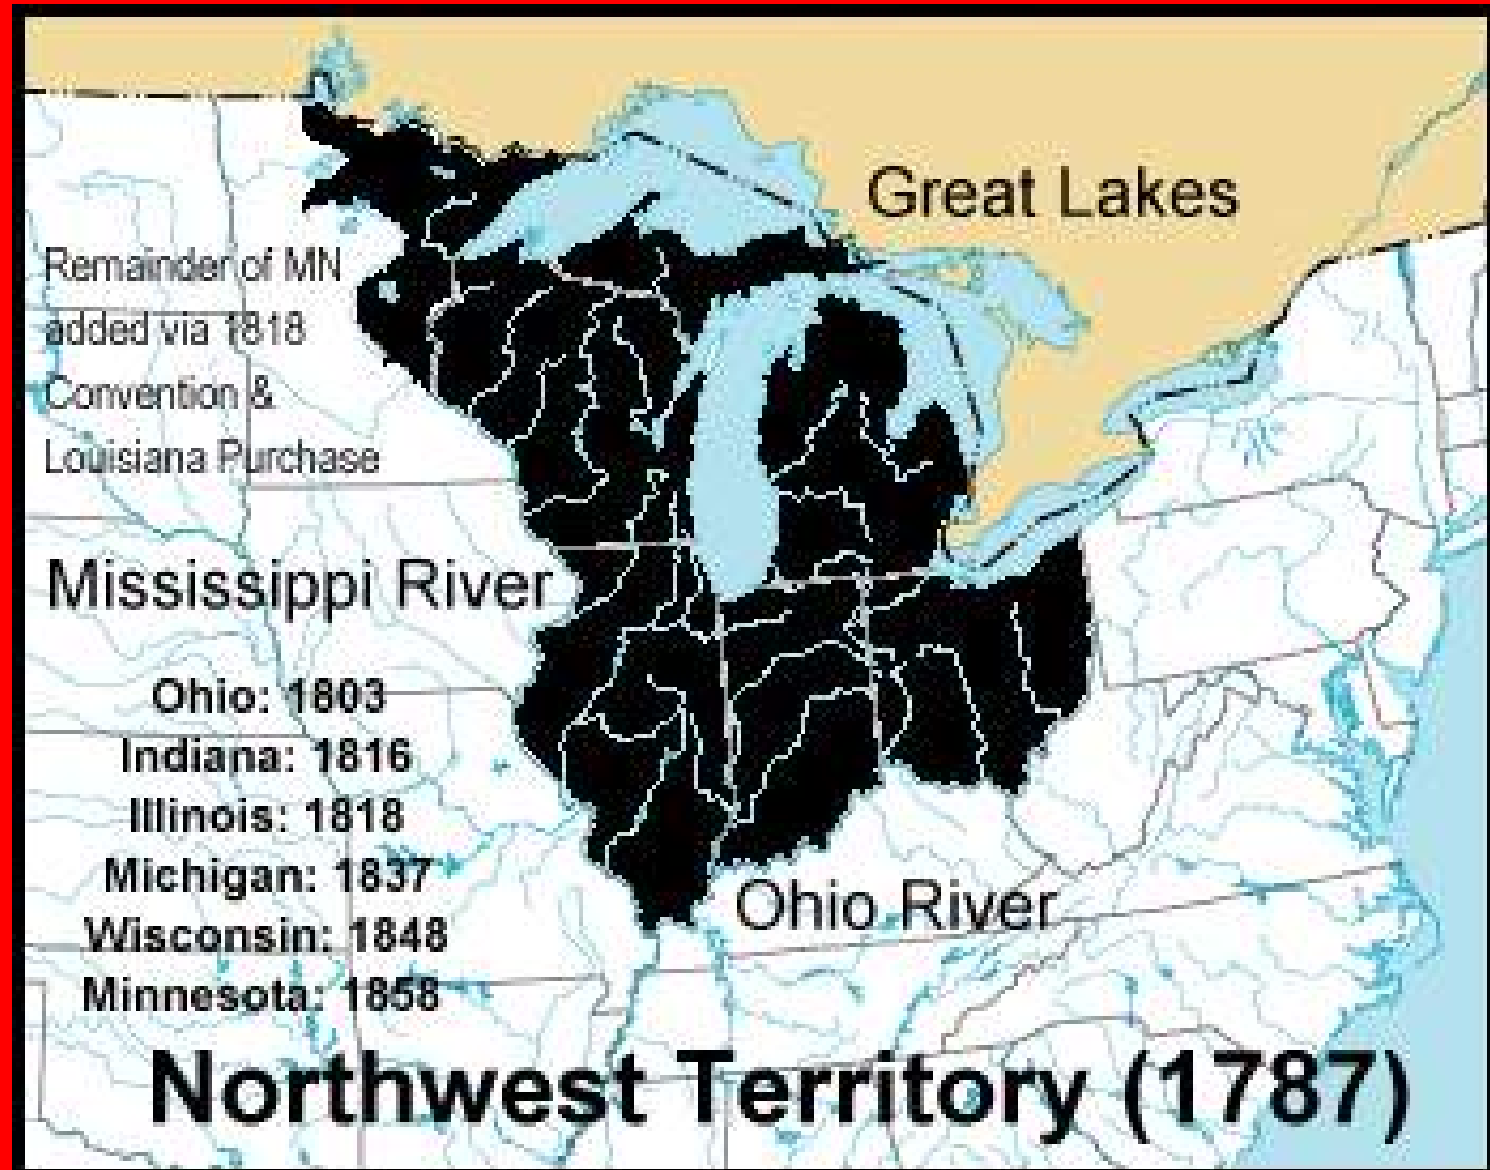 Great Lakes
Remainder of MN
added via 1818
Convention &
Louisiana Purchase
Mississippi River
Ohio: 1803
Indiana: 1816
Illinois: 1818
Michigan: 1837
Wisconsin: 1848
Minnesota: 1858
Ohio River
Northwest Territory (1787)